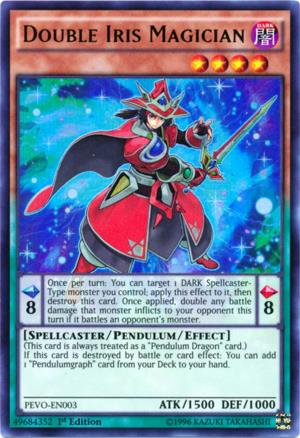 DOUBLE IRIS MAGICIAN
DARK
闇
Once per turn: You can target 1 DARK Spellcaster-
Type monster you control; apply this effect to it, then
destroy this card. Once applied, double any battle
damage that monster inflicts to your opponent this
turn if it battles an opponent's monster.
8
8
[SPELLCASTER/PENDULUM/EFFECT]
(This card is always treated as a "Pendulum Dragon" card.)
If this card is destroyed by battle or card effect: You can add
1 "Pendulumgraph" card from your Deck to your hand.
PEVO-EN003
ATK/1500 DEF/1000
49684352
1st Edition
©1996 KAZUKI TAKAHASHI